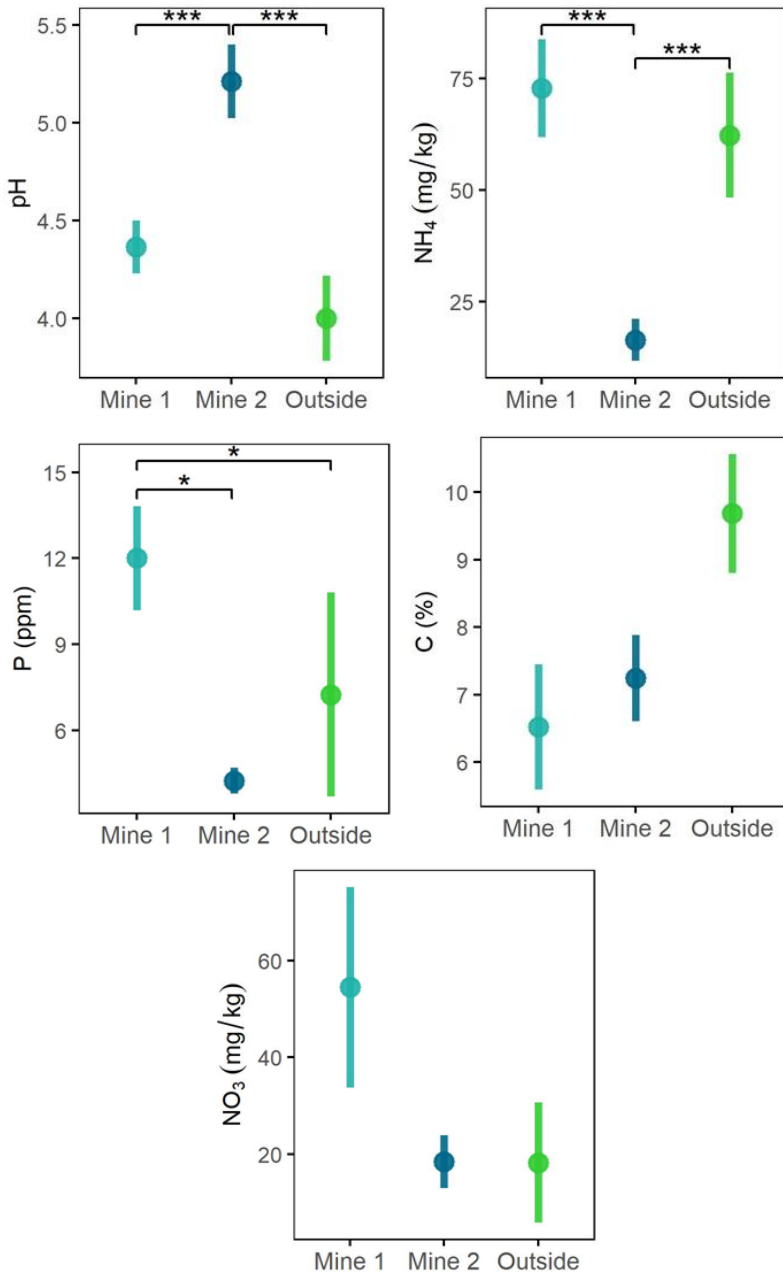 *** ***
5.5
5.0
4.5
4.0
pH
Mine 1 Mine 2 Outside
***
***
75
50
25
NH₄ (mg/kg)
Mine 1 Mine 2 Outside
*
*
15
12
9
6
P (ppm)
Mine 1 Mine 2 Outside
10
9
8
7
6
C (%)
Mine 1 Mine 2 Outside
60
40
20
NO₃ (mg/kg)
Mine 1 Mine 2 Outside